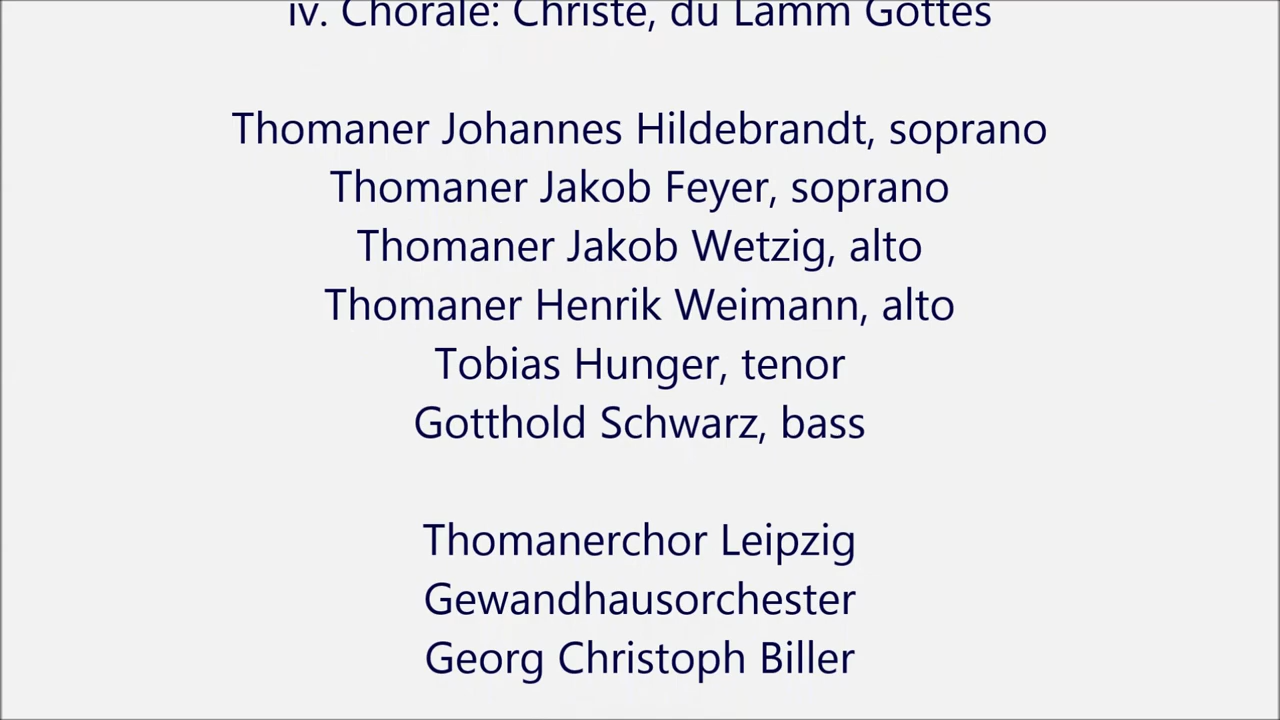 iv. Chorale: Christe, du Lamm Gottes
Thomaner Johannes Hildebrandt, soprano
Thomaner Jakob Feyer, soprano
Thomaner Jakob Wetzig, alto
Thomaner Henrik Weimann, alto
Tobias Hunger, tenor
Gotthold Schwarz, bass
Thomanerchor Leipzig
Gewandhausorchester
Georg Christoph Biller